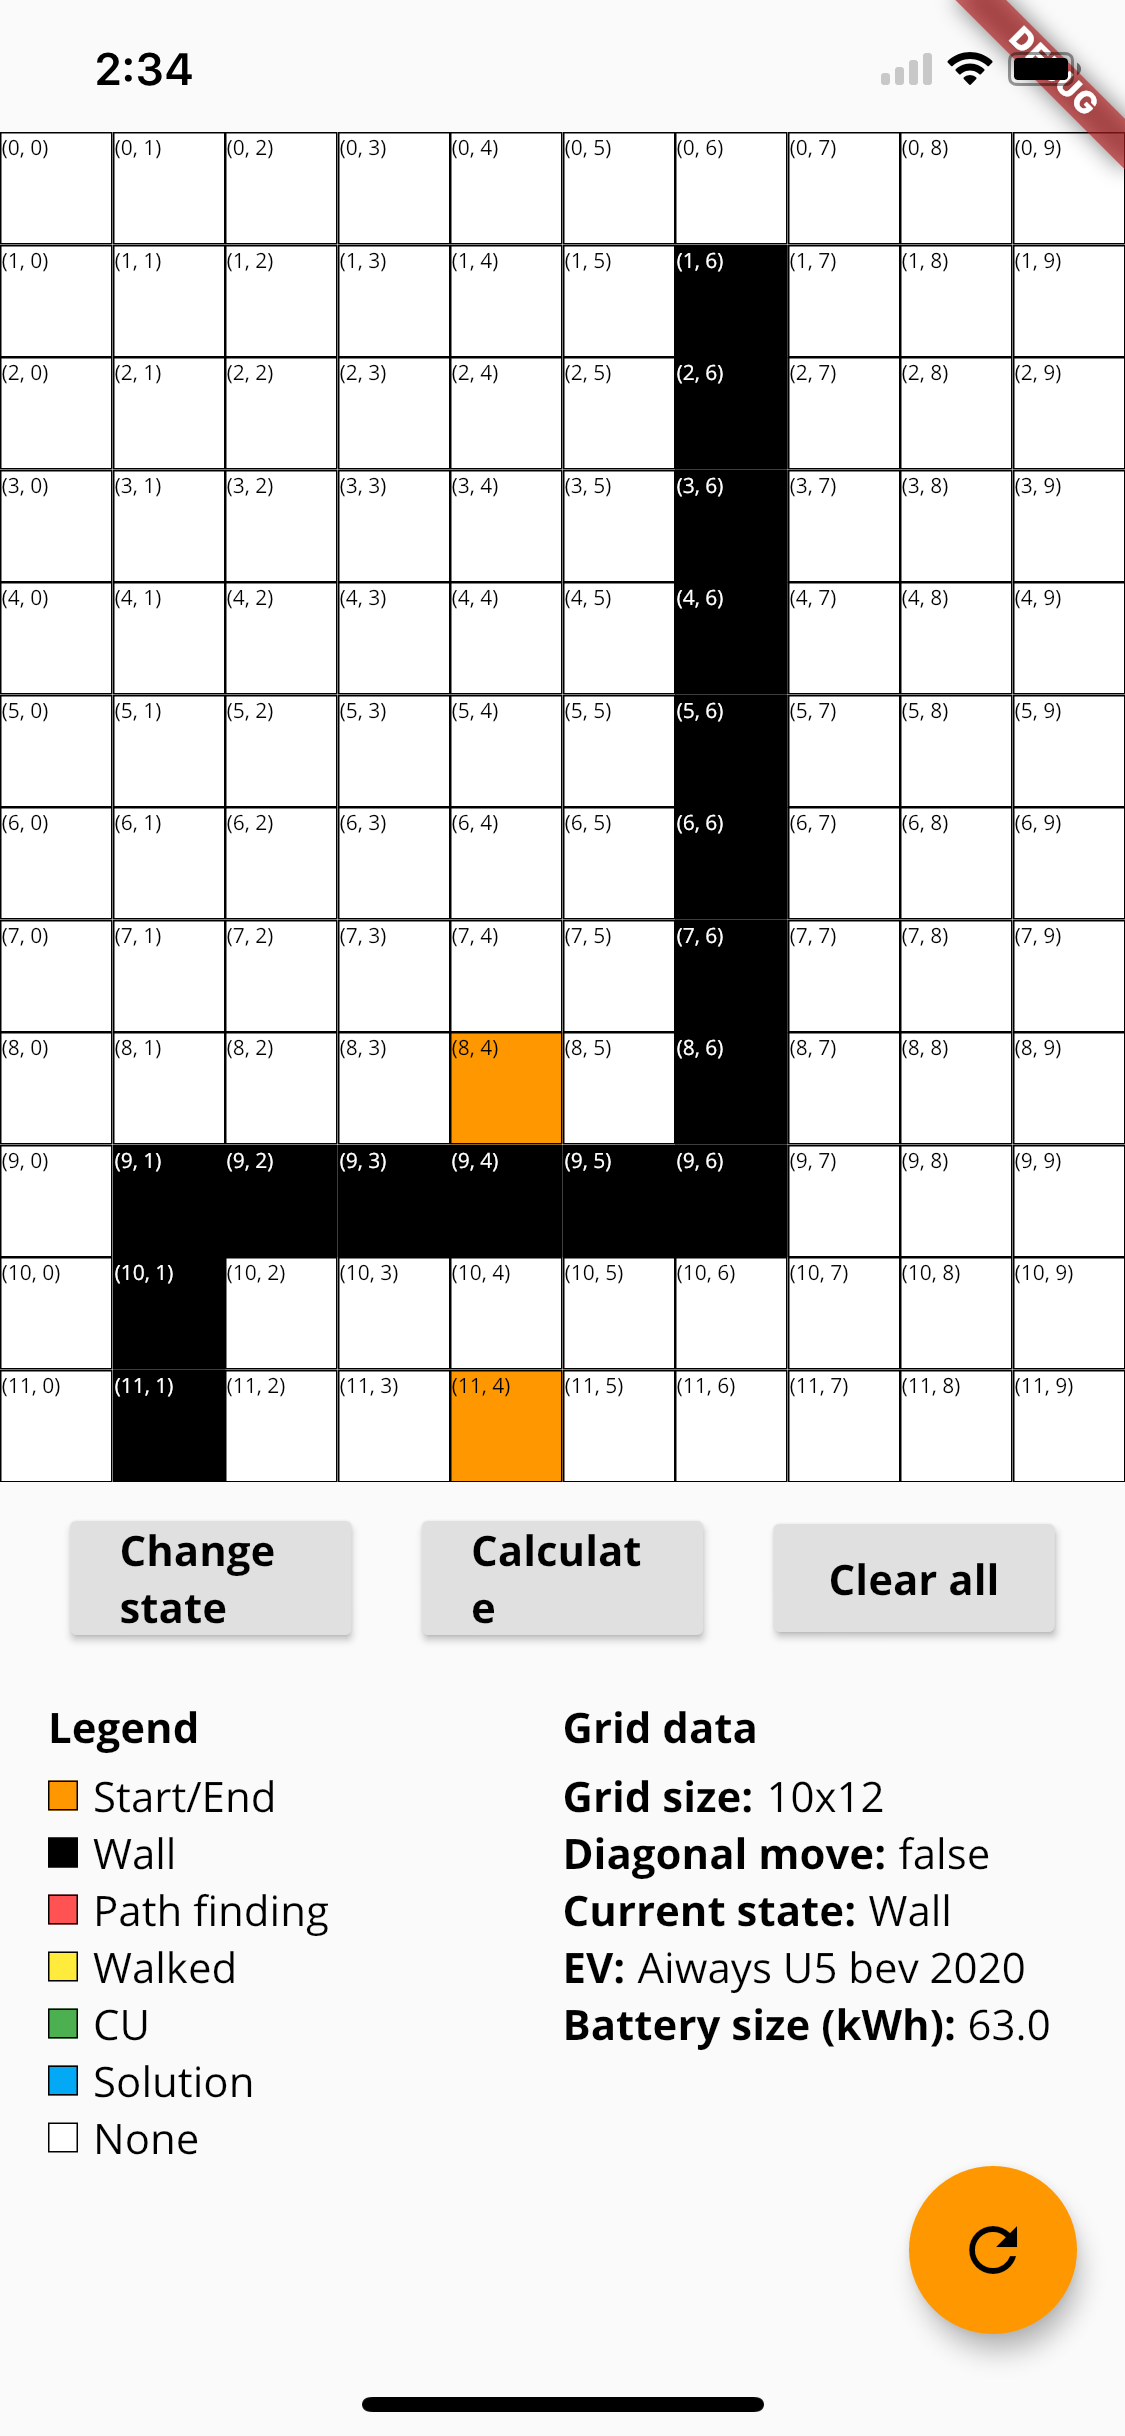 2:34
DEBUG
(0, 0) (0, 1) (0, 2) (0, 3) (0, 4) (0, 5) (0, 6) (0, 7) (0, 8) (0, 9)
(1, 0) (1, 1) (1, 2) (1, 3) (1, 4) (1, 5) (1, 6) (1, 7) (1, 8) (1, 9)
(2, 0) (2, 1) (2, 2) (2, 3) (2, 4) (2, 5) (2, 6) (2, 7) (2, 8) (2, 9)
(3, 0) (3, 1) (3, 2) (3, 3) (3, 4) (3, 5) (3, 6) (3, 7) (3, 8) (3, 9)
(4, 0) (4, 1) (4, 2) (4, 3) (4, 4) (4, 5) (4, 6) (4, 7) (4, 8) (4, 9)
(5, 0) (5, 1) (5, 2) (5, 3) (5, 4) (5, 5) (5, 6) (5, 7) (5, 8) (5, 9)
(6, 0) (6, 1) (6, 2) (6, 3) (6, 4) (6, 5) (6, 6) (6, 7) (6, 8) (6, 9)
(7, 0) (7, 1) (7, 2) (7, 3) (7, 4) (7, 5) (7, 6) (7, 7) (7, 8) (7, 9)
(8, 0) (8, 1) (8, 2) (8, 3) (8, 4) (8, 5) (8, 6) (8, 7) (8, 8) (8, 9)
(9, 0) (9, 1) (9, 2) (9, 3) (9, 4) (9, 5) (9, 6) (9, 7) (9, 8) (9, 9)
(10, 0) (10, 1) (10, 2) (10, 3) (10, 4) (10, 5) (10, 6) (10, 7) (10, 8) (10, 9)
(11, 0) (11, 1) (11, 2) (11, 3) (11, 4) (11, 5) (11, 6) (11, 7) (11, 8) (11, 9)
Change
state
Calculat
e
Clear all
Legend
Start/End
Wall
Path finding
Walked
CU
Solution
None
Grid data
Grid size: 10x12
Diagonal move: false
Current state: Wall
EV: Aiways U5 bev 2020
Battery size (kWh): 63.0